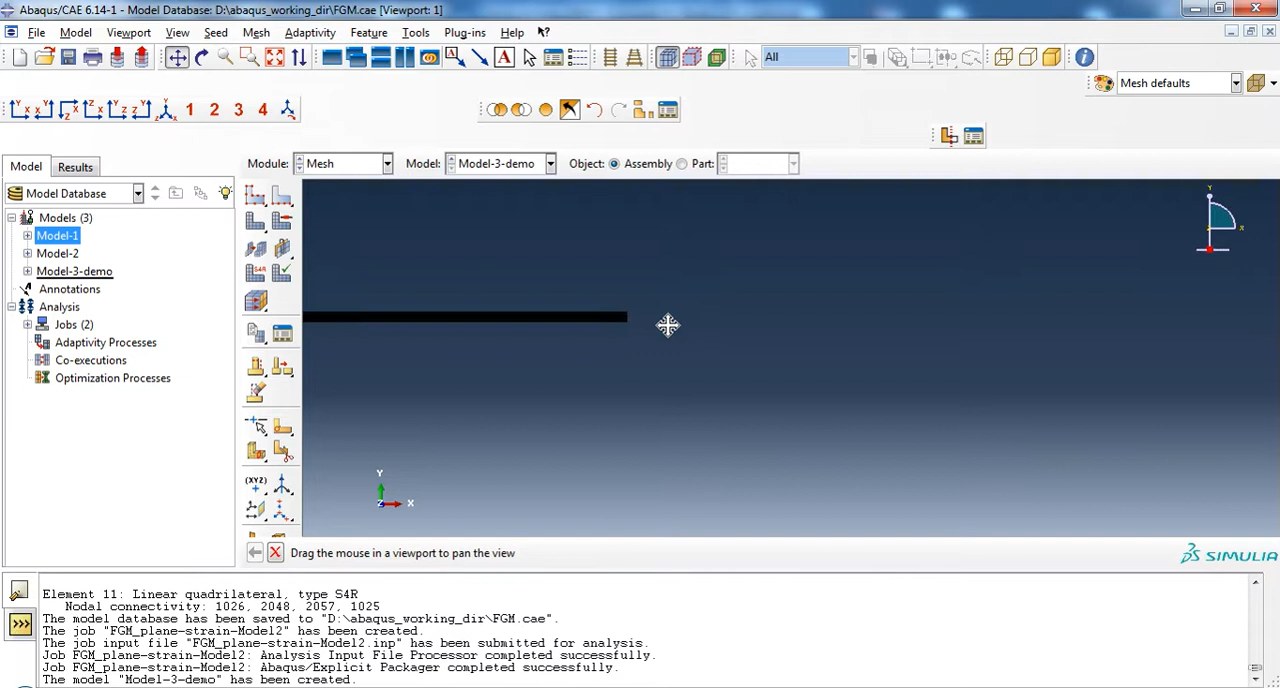 Abaqus/CAE 6.14-1 - Model Database: D:\abaqus_working_dir\FGM.cae [Viewport: 1]
File Model Viewport View Seed Mesh Adaptivity Feature Tools Plug-ins Help
All
Mesh defaults
1 2 3 4
Model Results
Module: Mesh Model: Model-3-demo Object: Assembly Part:
Model Database
Models (3)
Model-1
Model-2
Model-3-demo
Annotations
Analysis
Jobs (2)
Adaptivity Processes
Co-executions
Optimization Processes
S4R
(XYZ)
Y
X
Y
X
Z
Drag the mouse in a viewport to pan the view
SIMULIA
Element 11: Linear quadrilateral, type S4R
Nodal connectivity: 1026, 2048, 2057, 1025
The model database has been saved to "D:\abaqus_working_dir\FGM.cae".
The job "FGM_plane-strain-Model2" has been created.
The job input file "FGM_plane-strain-Model2.inp" has been submitted for analysis.
Job FGM_plane-strain-Model2: Analysis Input File Processor completed successfully.
Job FGM_plane-strain-Model2: Abaqus/Explicit Packager completed successfully.
The model "Model-3-demo" has been created.
>>>